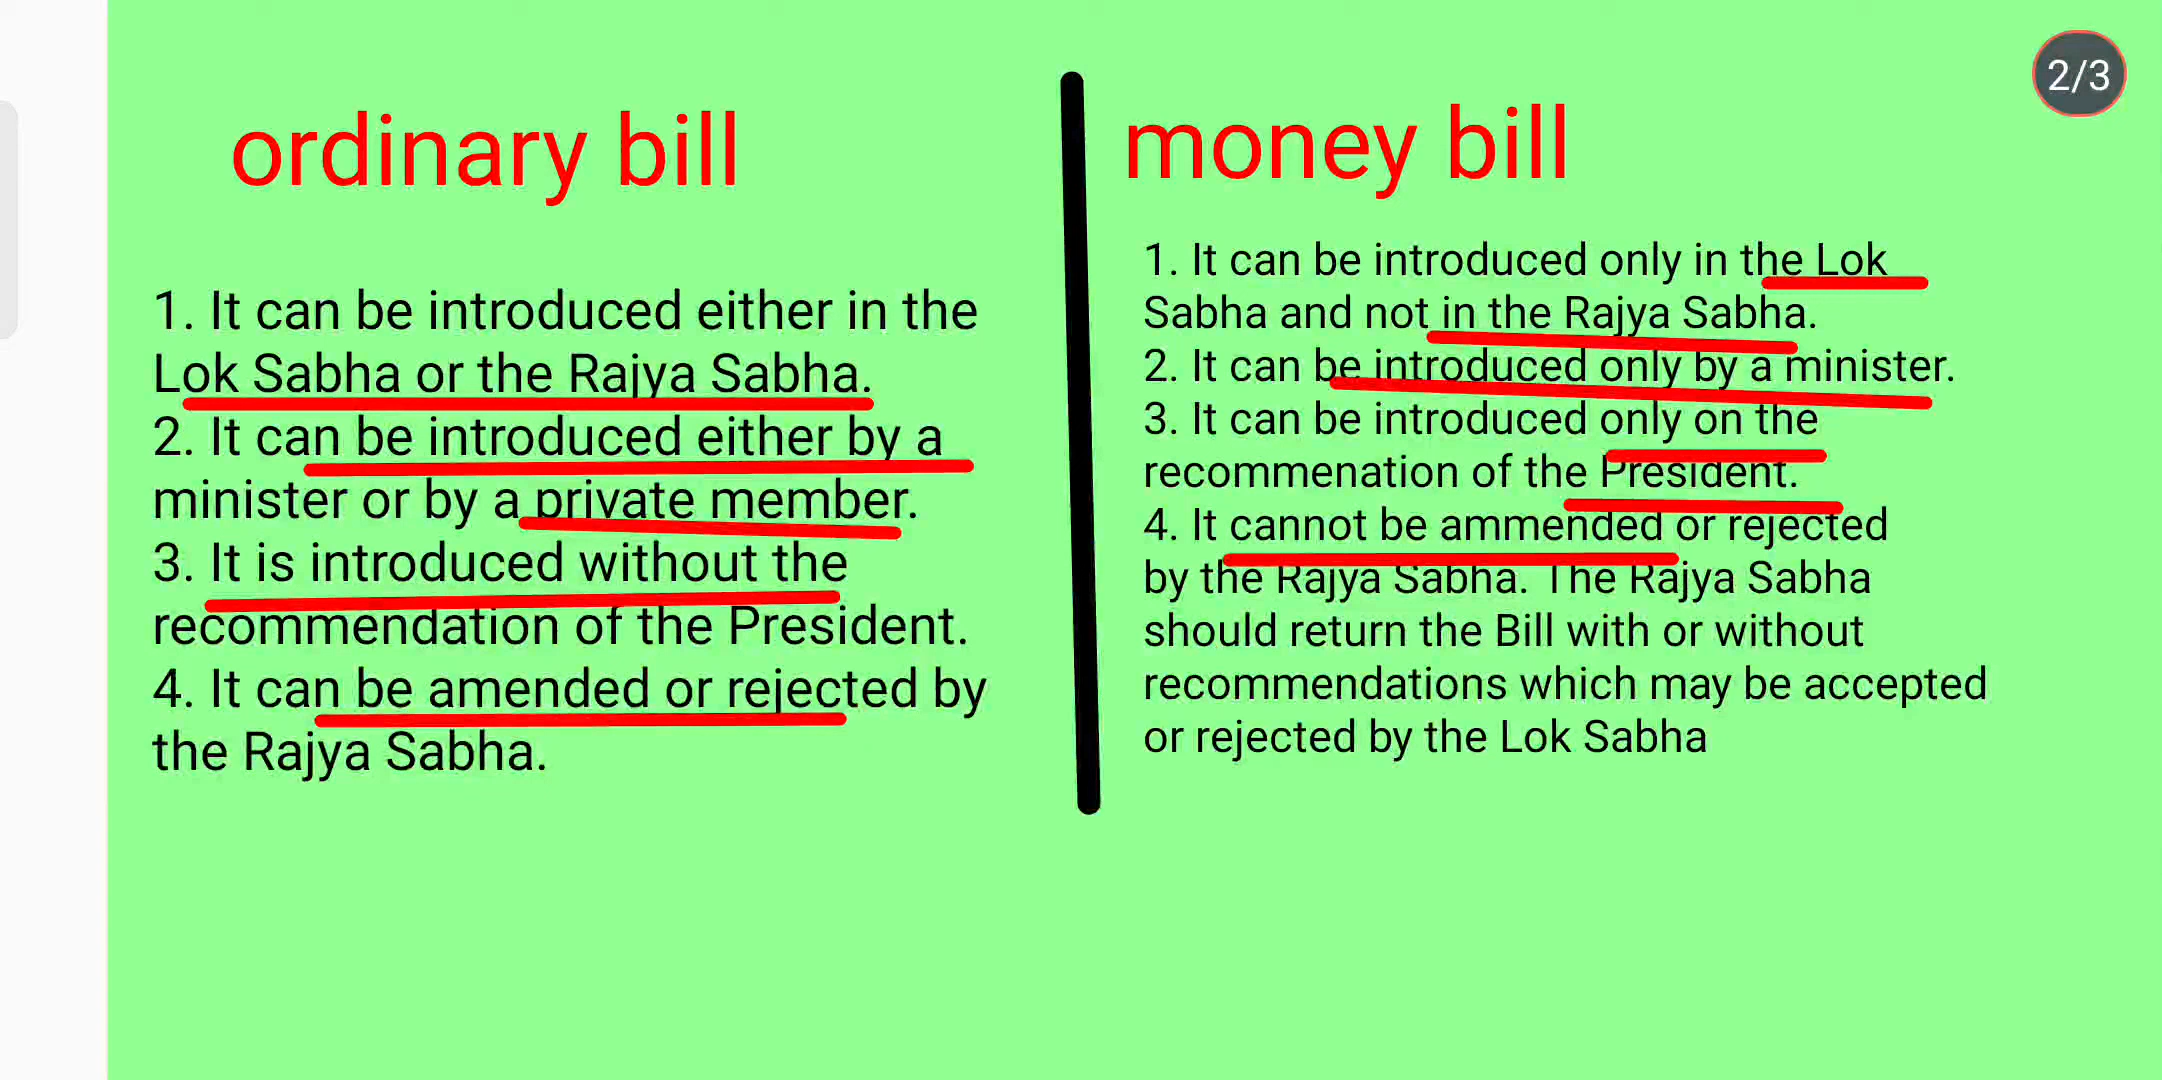 2/3
ordinary bill
1. It can be introduced either in the
Lok Sabha or the Rajya Sabha.
2. It can be introduced either by a
minister or by a private member.
3. It is introduced without the
recommendation of the President.
4. It can be amended or rejected by
the Rajya Sabha.
money bill
1. It can be introduced only in the Lok
Sabha and not in the Rajya Sabha.
2. It can be introduced only by a minister.
3. It can be introduced only on the
recommenation of the President.
4. It cannot be ammended or rejected
by the Rajya Sabha. The Rajya Sabha
should return the Bill with or without
recommendations which may be accepted
or rejected by the Lok Sabha